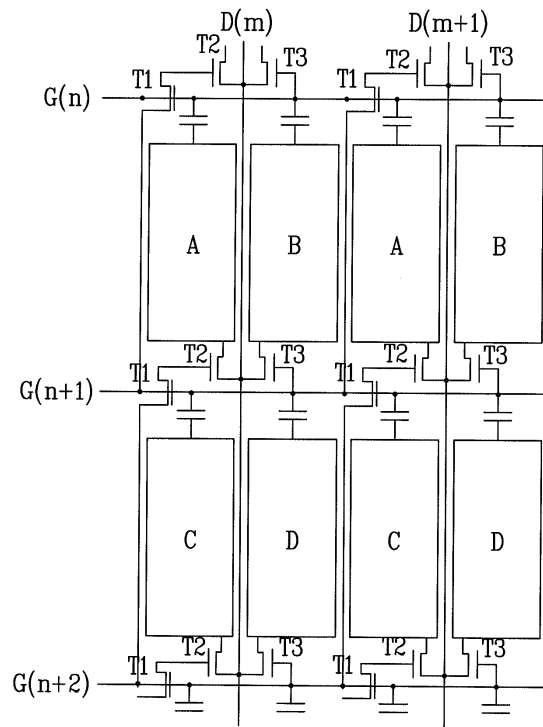 D(m) D(m+1)
T2 T3 T2 T3
T1 T1
G(n)
A B A B
T2 T3 T2 T3
T1 T1
G(n+1)
C D C D
T2 T3 T2 T3
T1 T1
G(n+2)